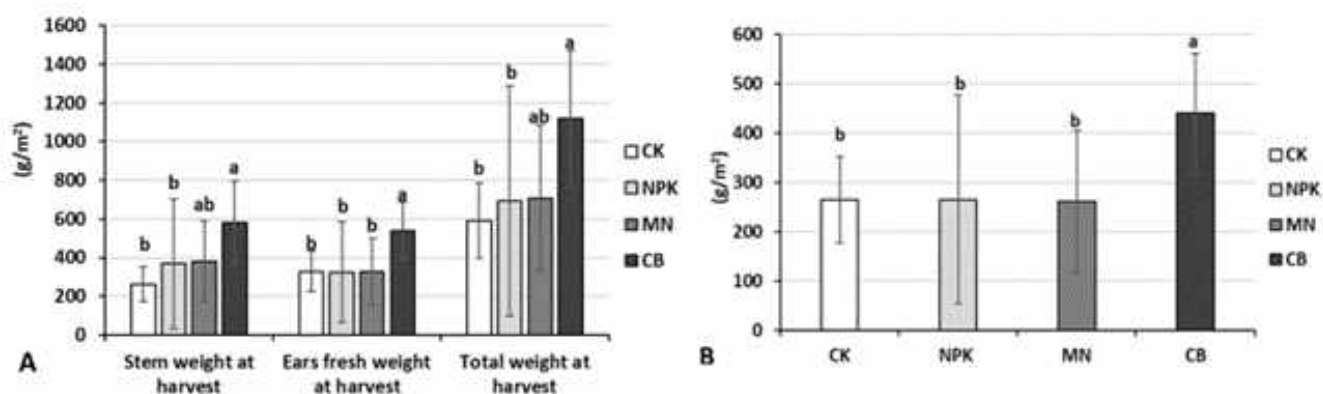 1600
1400
1200
1000
800
600
400
200
0
(g/m²)
b
b
ab
a
b
b
b
a
b
b
ab
a
Stem weight at
harvest
Ears fresh weight
at harvest
Total weight at
harvest
CK
NPK
MN
CB
A
600
500
400
300
200
100
0
(g/m²)
b
b
b
a
CK
NPK
MN
CB
CK
NPK
MN
CB
B